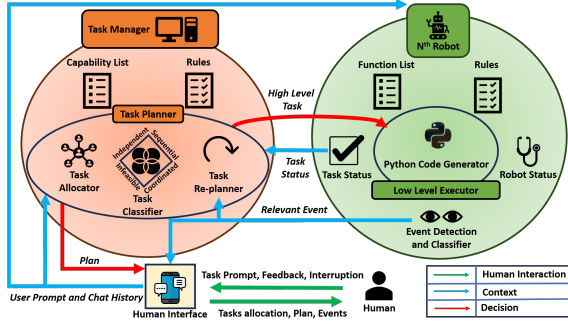 Task Manager
Nth Robot
Capability List
Rules
Function List
Rules
High Level
Task
Task Planner
Independent
Sequential
Infeasible
Coordinated
Task
Allocator
Task
Classifier
Task
Re-planner
Task
Status
Task Status
Python Code Generator
Robot Status
Low Level Executor
Relevant Event
Event Detection
and Classifier
Plan
User Prompt and Chat History
Human Interface
Task Prompt, Feedback, Interruption
Tasks allocation, Plan, Events
Human
Human Interaction
Context
Decision